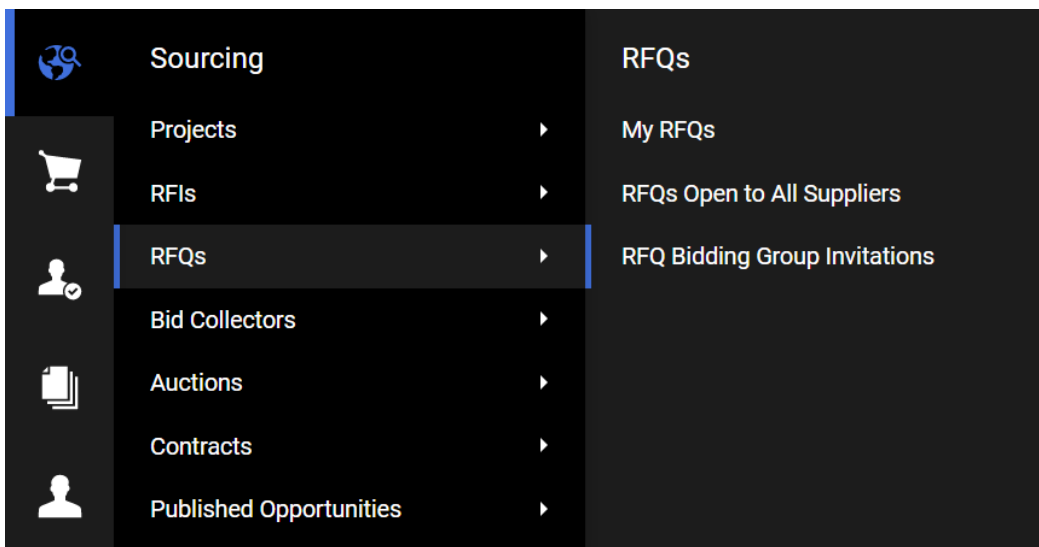 Sourcing
Projects
RFIs
RFQs
Bid Collectors
Auctions
Contracts
Published Opportunities
RFQs
My RFQs
RFQs Open to All Suppliers
RFQ Bidding Group Invitations